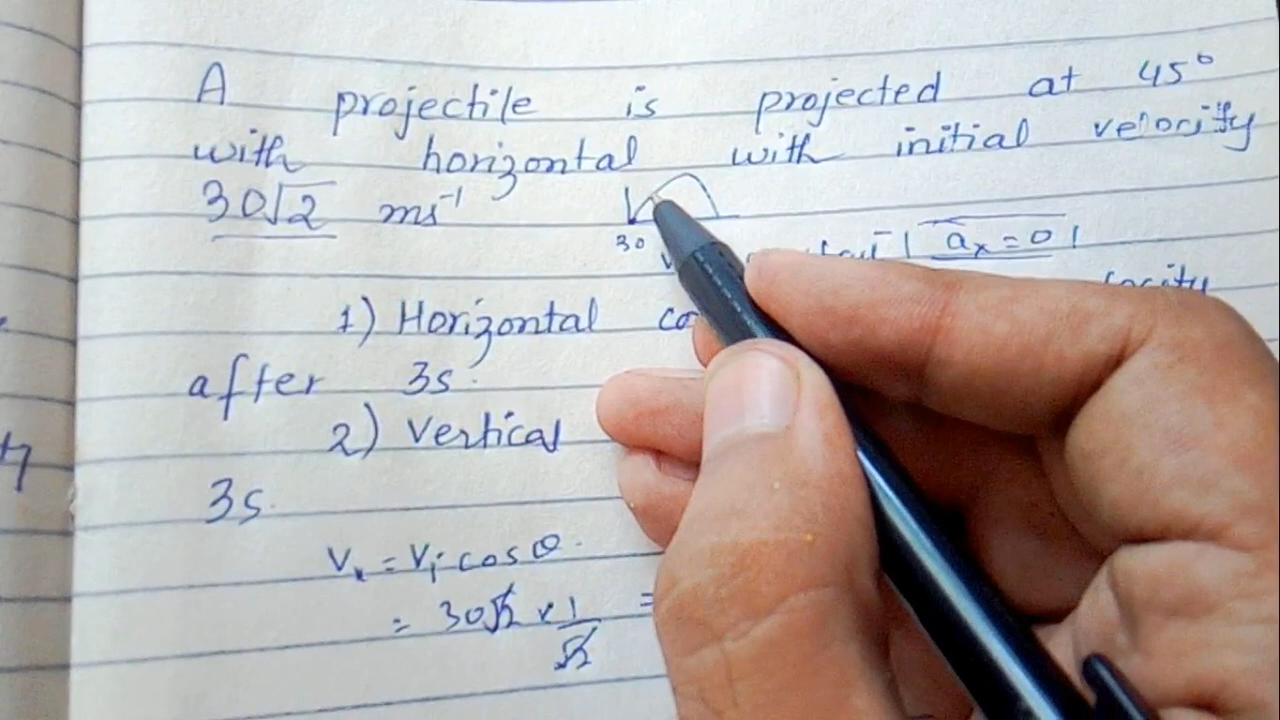 A projectile is projected at 45°
with horizontal with initial velocity
30√2 ms⁻¹
30
aₓ = 0
1) Horizontal
after 3s.
2) Vertical
3s.
Vₓ = Vᵢ cosθ.
= 30√2 × 1/√2 =